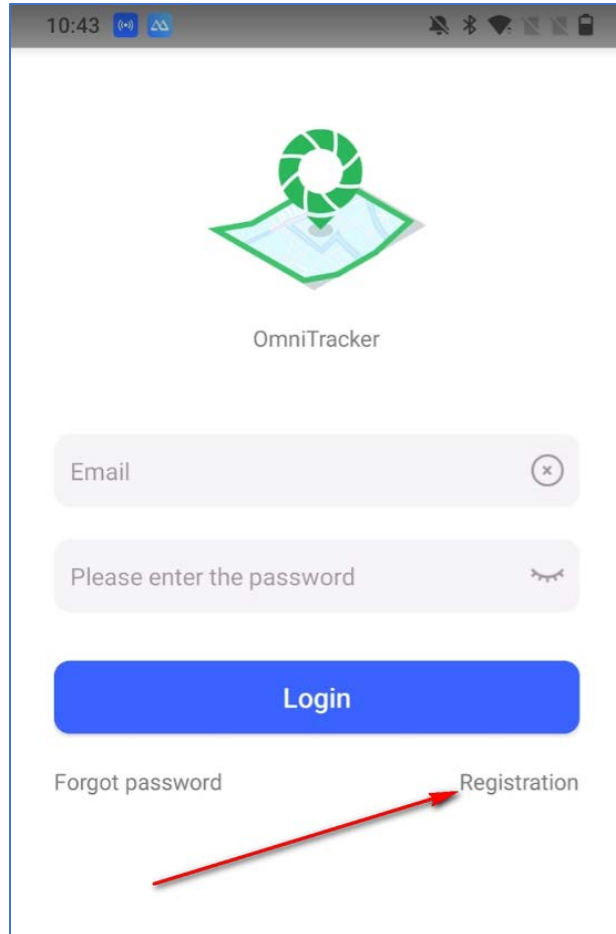 10:43
OmniTracker
Email
Please enter the password
Login
Forgot password Registration